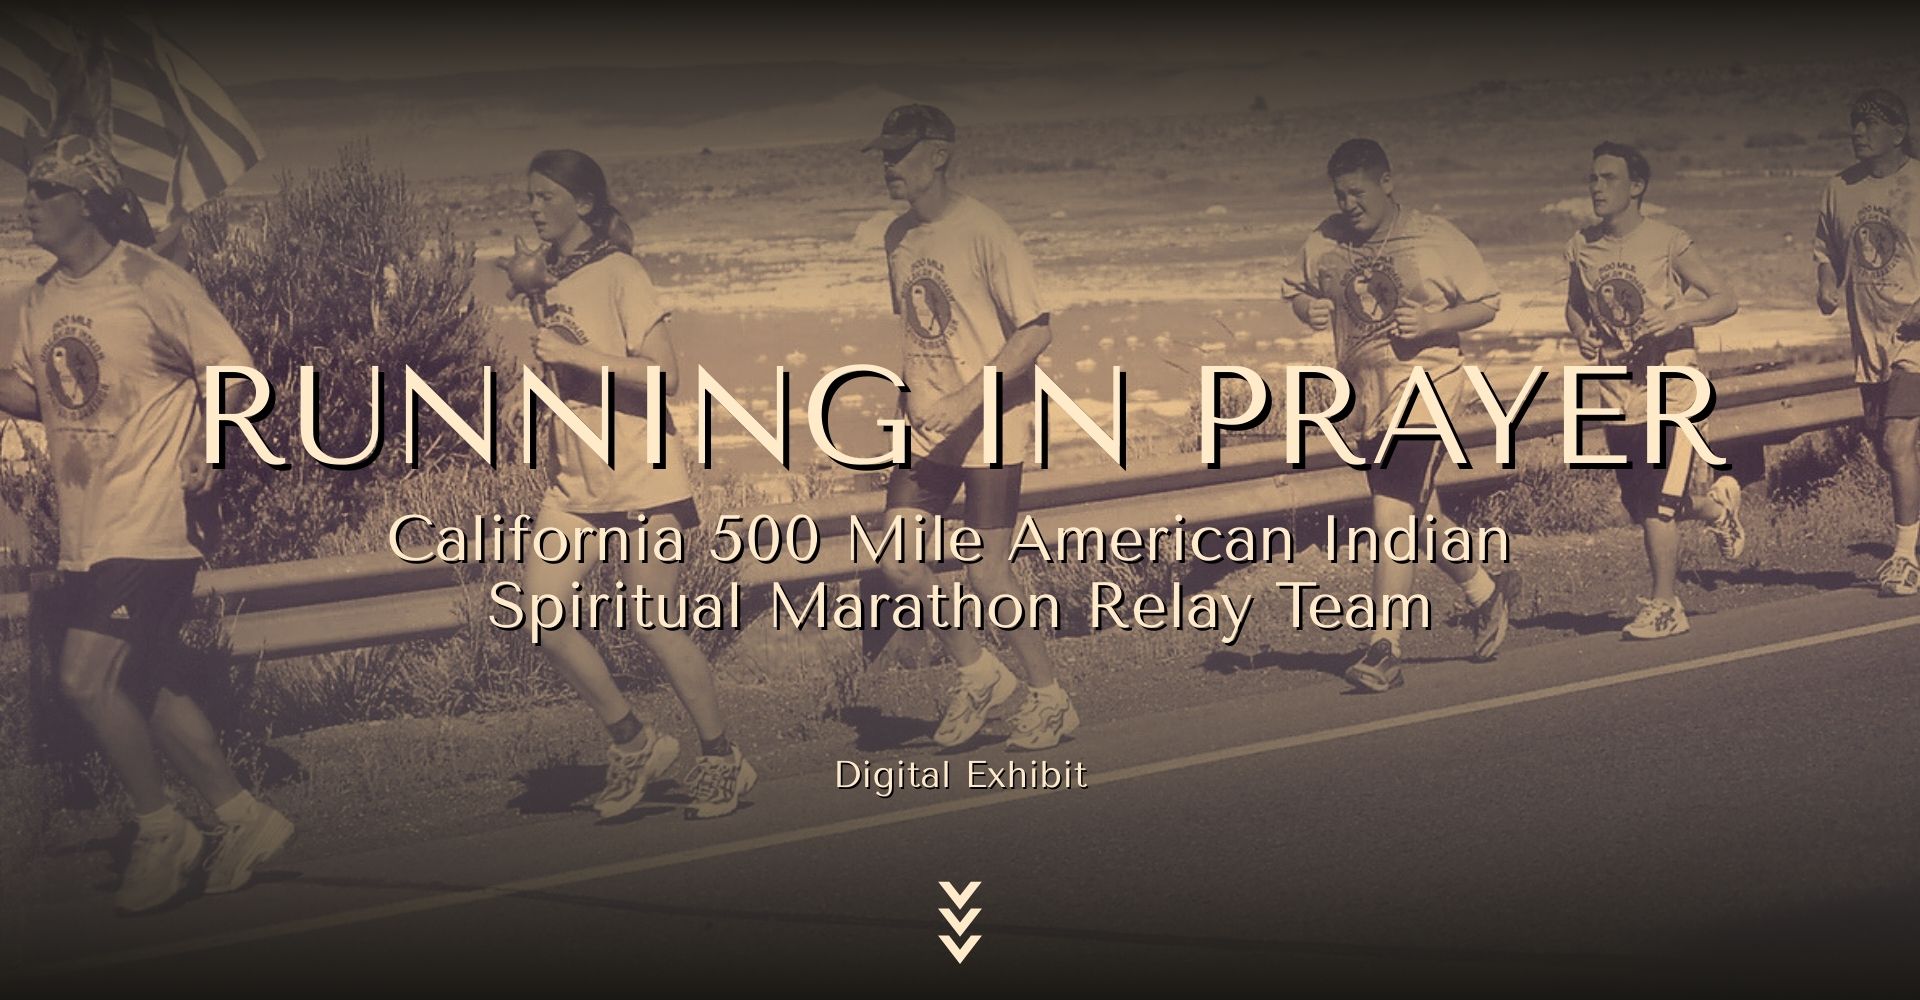 RUNNING IN PRAYER
California 500 Mile American Indian
Spiritual Marathon Relay Team
Digital Exhibit